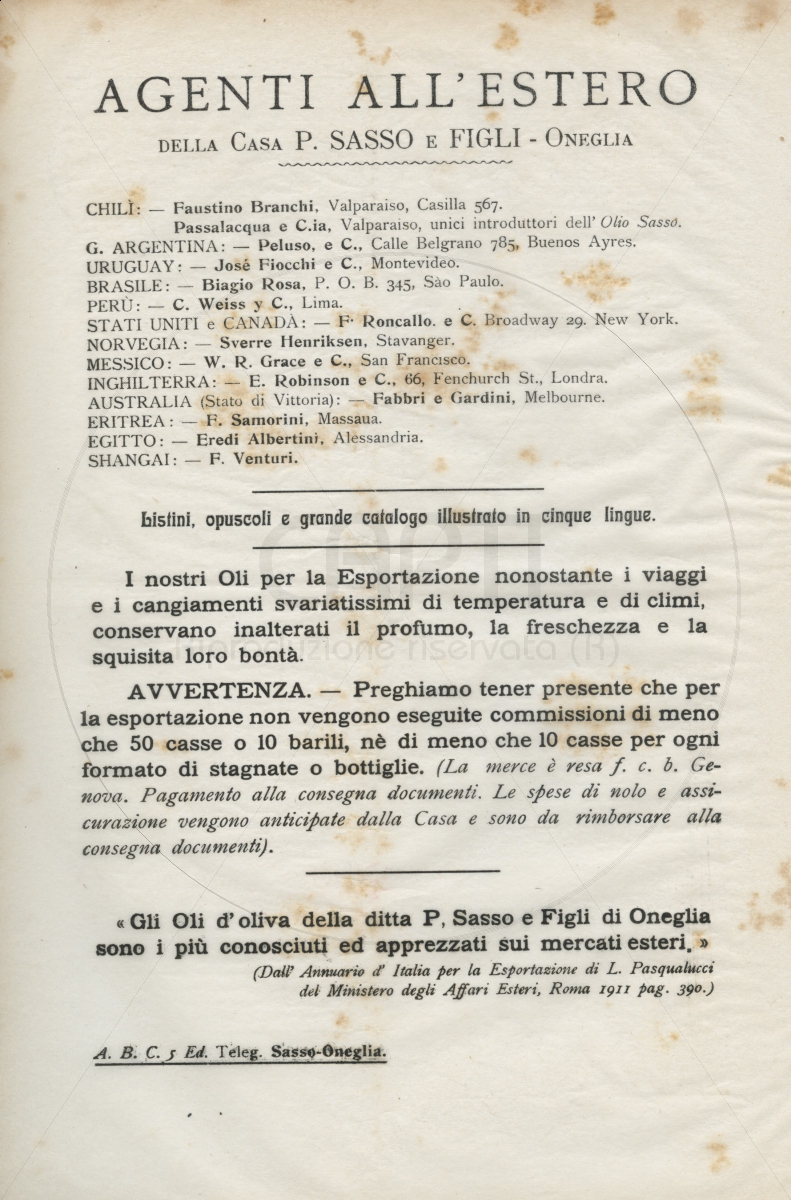 AGENTI ALL'ESTERO
DELLA CASA P. SASSO E FIGLI - ONEGLIA
CHILÌ: — Faustino Branchi, Valparaiso, Casilla 567.
Passalacqua e C.ia, Valparaiso, unici introduttori dell' Olio Sasso.
G. ARGENTINA: — Peluso, e C., Calle Belgrano 785, Buenos Ayres.
URUGUAY: — José Fiocchi e C., Montevideo.
BRASILE: — Biagio Rosa, P. O. B. 345, Sào Paulo.
PERÙ: — C. Weiss y C., Lima.
STATI UNITI e CANADÀ: — F. Roncallo. e C. Broadway 29. New York.
NORVEGIA: — Sverre Henriksen, Stavanger.
MESSICO: — W. R. Grace e C., San Francisco.
INGHILTERRA: — E. Robinson e C., 66, Fenchurch St., Londra.
AUSTRALIA (Stato di Vittoria): — Fabbri e Gardini, Melbourne.
ERITREA: — F. Samorini, Massaua.
EGITTO: — Eredi Albertini, Alessandria.
SHANGAI: — F. Venturi.
Listini, opuscoli e grande catalogo illustrato in cinque lingue.
I nostri Oli per la Esportazione nonostante i viaggi
e i cangiamenti svariatissimi di temperatura e di climi,
conservano inalterati il profumo, la freschezza e la
squisita loro bontà.
riproduzione riservata (R)
AVVERTENZA. — Preghiamo tener presente che per
la esportazione non vengono eseguite commissioni di meno
che 50 casse o 10 barili, nè di meno che 10 casse per ogni
formato di stagnate o bottiglie. (La merce è resa f. c. b. Ge-
nova. Pagamento alla consegna documenti. Le spese di nolo e assi-
curazione vengono anticipate dalla Casa e sono da rimborsare alla
consegna documenti).
« Gli Oli d'oliva della ditta P, Sasso e Figli di Oneglia
sono i più conosciuti ed apprezzati sui mercati esteri. »
(Dall' Annuario d' Italia per la Esportazione di L. Pasqualucci
del Ministero degli Affari Esteri, Roma 1911 pag. 390.)
A. B. C. 5 Ed. Teleg. Sasso-Oneglia.